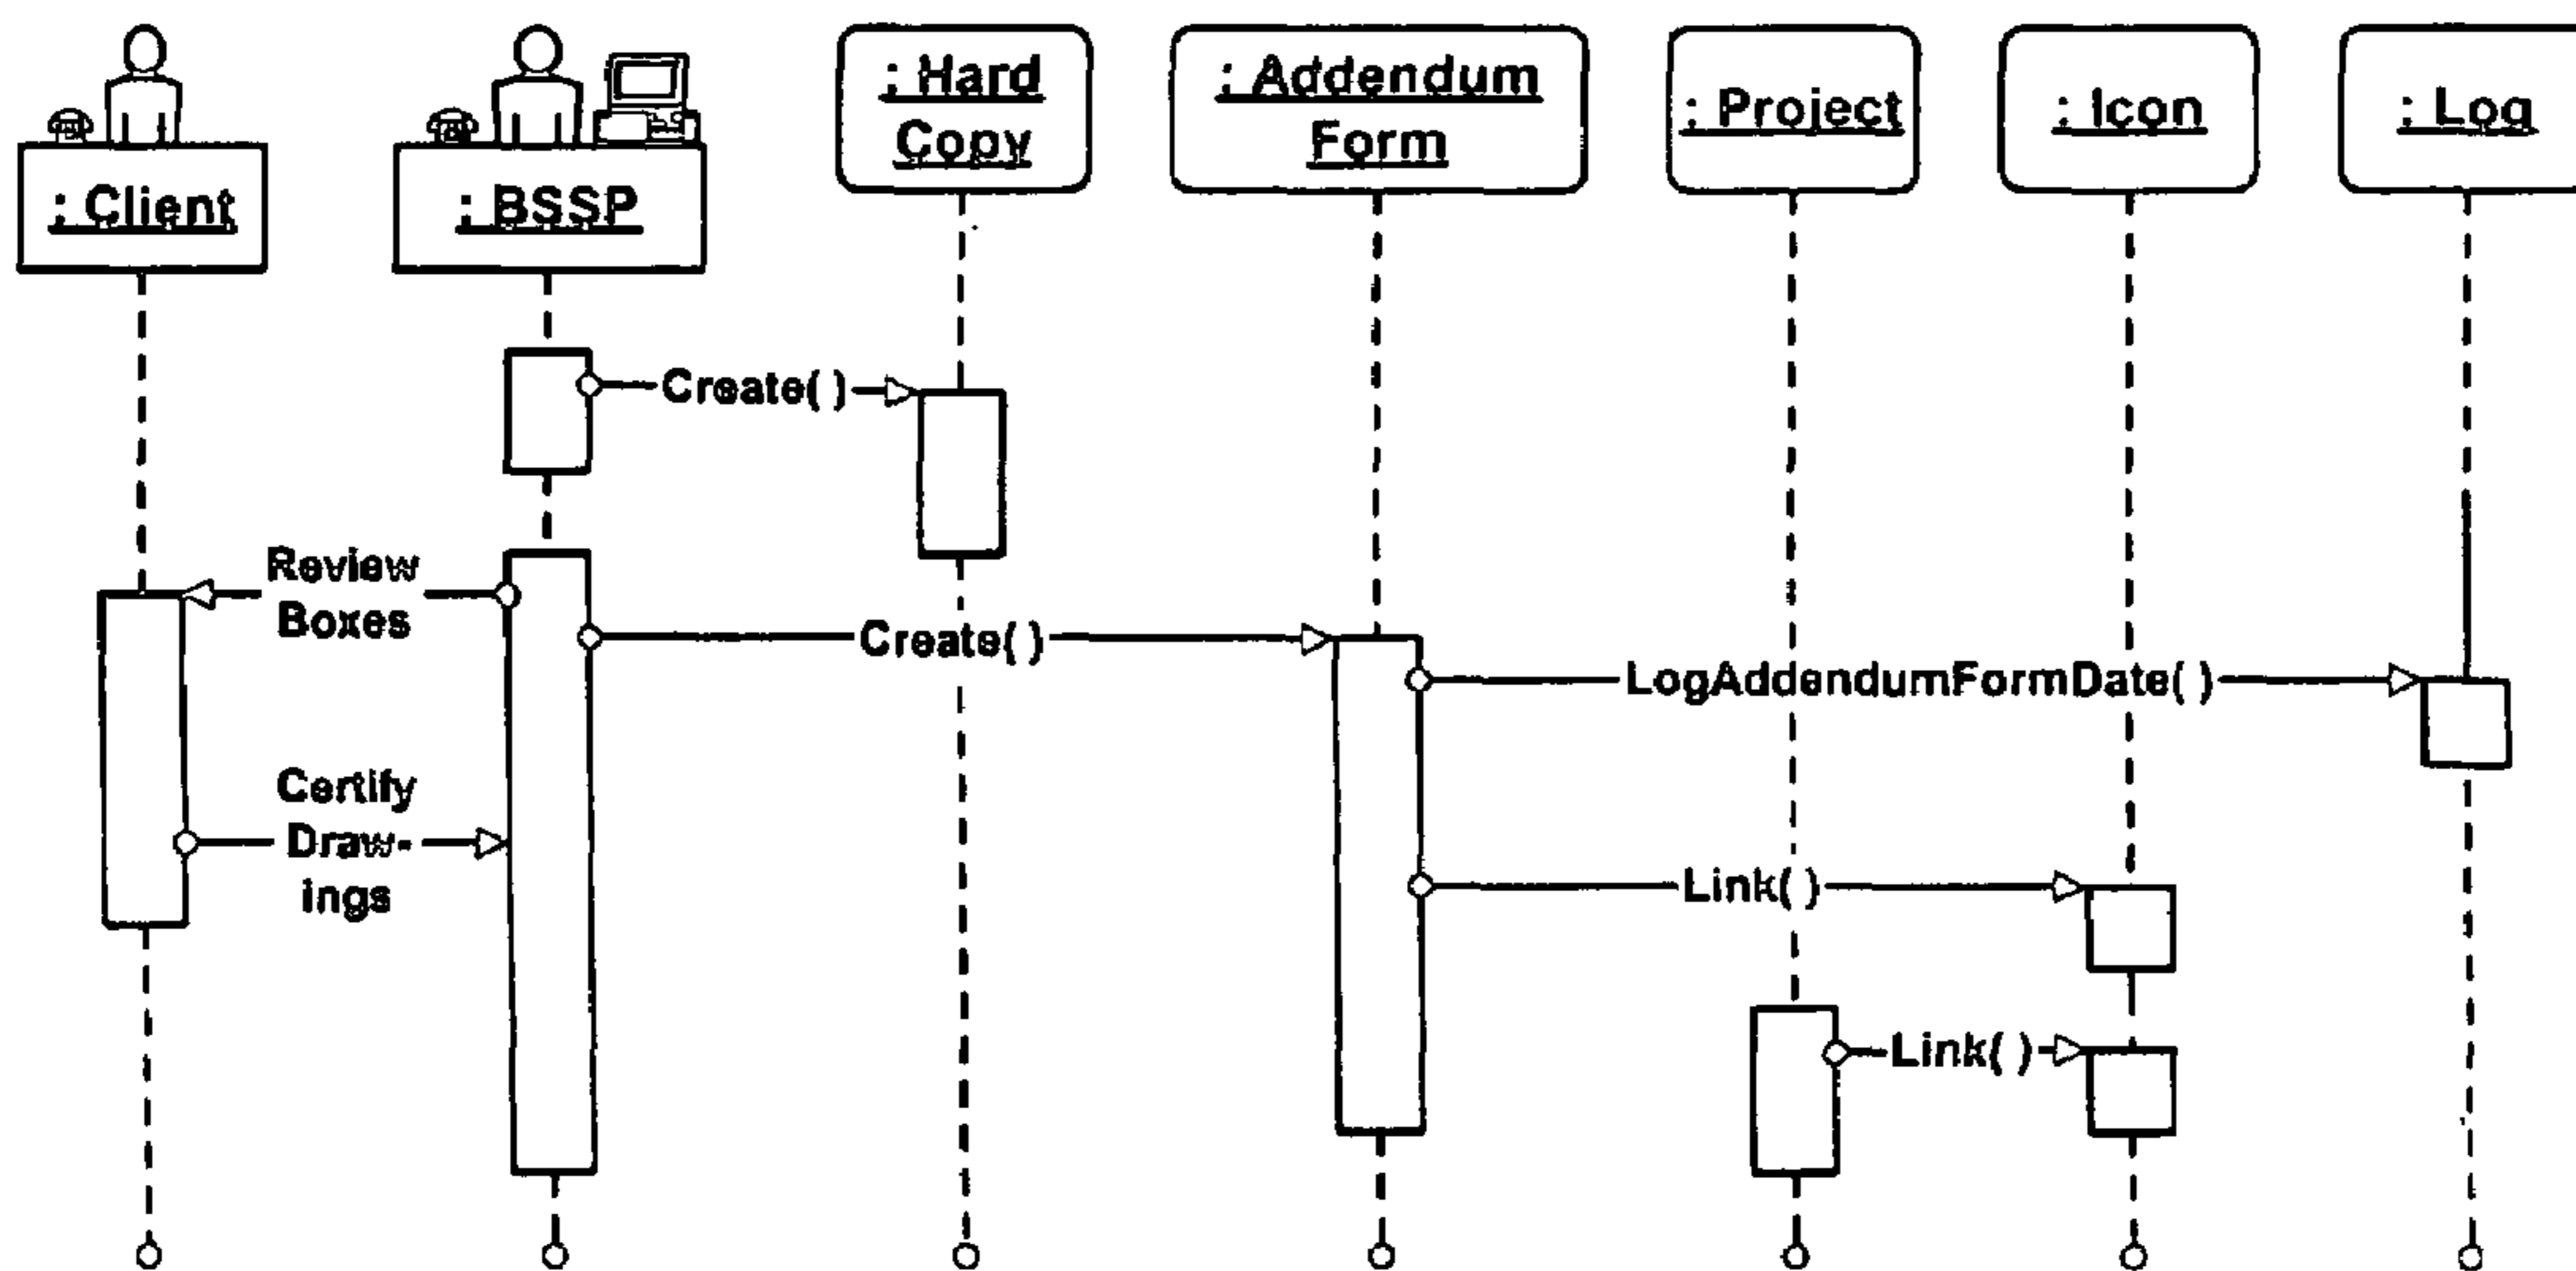 : Client
: BSSP
: Hard
Copy
: Addendum
Form
: Project
: Icon
: Log
Create( )
Review
Boxes
Create( )
LogAddendumFormDate( )
Certify
Draw-
ings
Link( )
Link( )